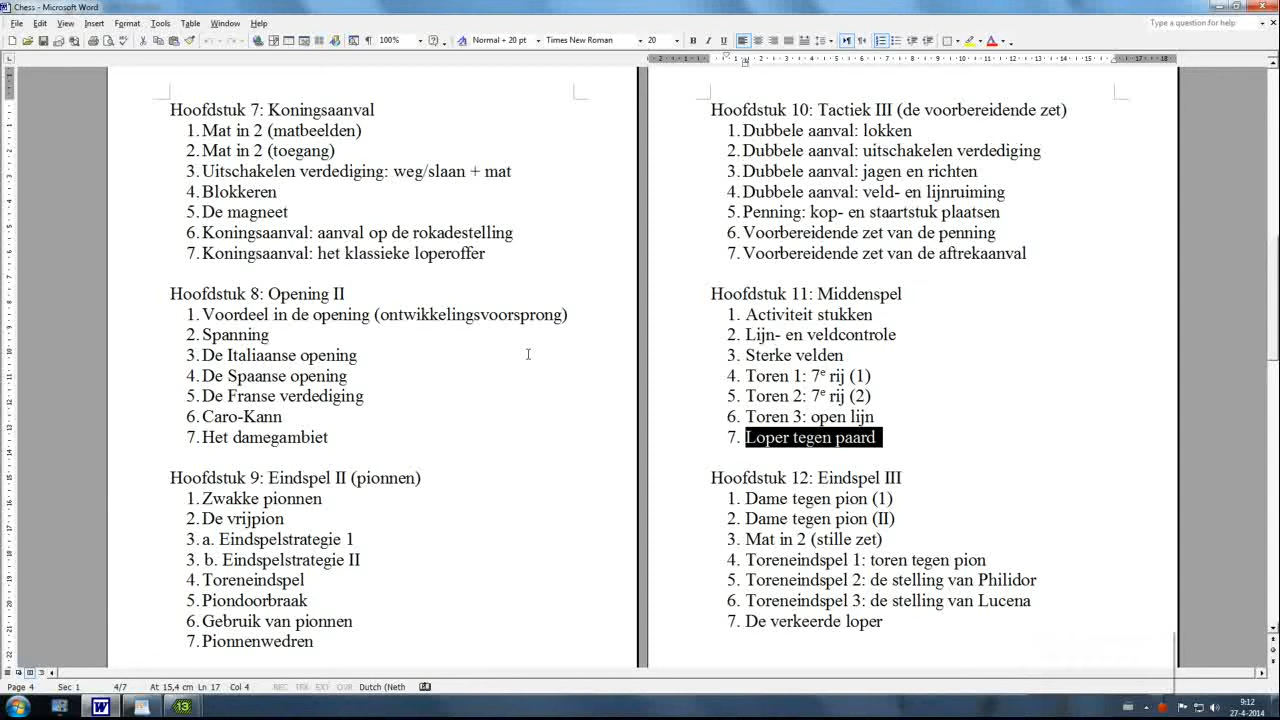 Chess - Microsoft Word
File Edit View Insert Format Tools Table Window Help
Type a question for help
100%
Normal + 20 pt
Times New Roman
20
Hoofdstuk 7: Koningsaanval
1. Mat in 2 (matbeelden)
2. Mat in 2 (toegang)
3. Uitschakelen verdediging: weg/slaan + mat
4. Blokkeren
5. De magneet
6. Koningsaanval: aanval op de rokadestelling
7. Koningsaanval: het klassieke loperoffer
Hoofdstuk 8: Opening II
1. Voordeel in de opening (ontwikkelingsvoorsprong)
2. Spanning
3. De Italiaanse opening
4. De Spaanse opening
5. De Franse verdediging
6. Caro-Kann
7. Het damegambiet
Hoofdstuk 9: Eindspel II (pionnen)
1. Zwakke pionnen
2. De vrijpion
3. a. Eindspelstrategie 1
3. b. Eindspelstrategie II
4. Toreneindspel
5. Piondoorbraak
6. Gebruik van pionnen
7. Pionnenwedren
Hoofdstuk 10: Tactiek III (de voorbereidende zet)
1. Dubbele aanval: lokken
2. Dubbele aanval: uitschakelen verdediging
3. Dubbele aanval: jagen en richten
4. Dubbele aanval: veld- en lijnruiming
5. Penning: kop- en staartstuk plaatsen
6. Voorbereidende zet van de penning
7. Voorbereidende zet van de aftrekaanval
Hoofdstuk 11: Middenspel
1. Activiteit stukken
2. Lijn- en veldcontrole
3. Sterke velden
4. Toren 1: 7e rij (1)
5. Toren 2: 7e rij (2)
6. Toren 3: open lijn
7. Loper tegen paard
Hoofdstuk 12: Eindspel III
1. Dame tegen pion (1)
2. Dame tegen pion (II)
3. Mat in 2 (stille zet)
4. Toreneindspel 1: toren tegen pion
5. Toreneindspel 2: de stelling van Philidor
6. Toreneindspel 3: de stelling van Lucena
7. De verkeerde loper
Page 4 Sec 1 4/7 At 15,4 cm Ln 17 Col 4 REC TRK EXT OVR Dutch (Neth
13
9:12
27-4-2014